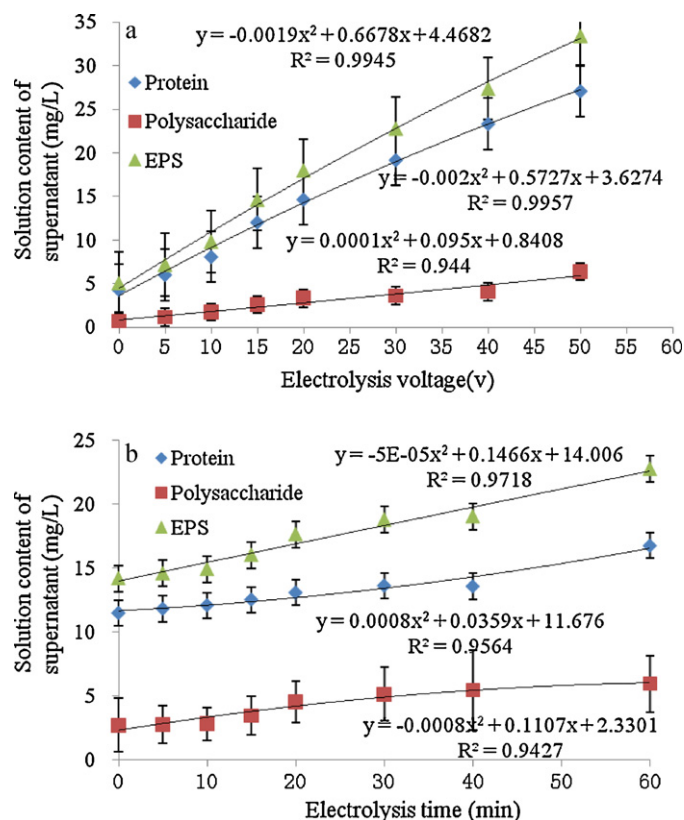 a
y = -0.0019x² + 0.6678x + 4.4682
R² = 0.9945
Protein
Polysaccharide
EPS
y = -0.002x² + 0.5727x + 3.6274
R² = 0.9957
y = 0.0001x² + 0.095x + 0.8408
R² = 0.944
Solution content of
supernatant (mg/L)
35
30
25
20
15
10
5
0
0 5 10 15 20 25 30 35 40 45 50 55 60
Electrolysis voltage(v)
b
y = -5E-05x² + 0.1466x + 14.006
R² = 0.9718
Protein
Polysaccharide
EPS
y = 0.0008x² + 0.0359x + 11.676
R² = 0.9564
y = -0.0008x² + 0.1107x + 2.3301
R² = 0.9427
Solution content of
supernatant (mg/L)
25
20
15
10
5
0
0 10 20 30 40 50 60
Electrolysis time (min)